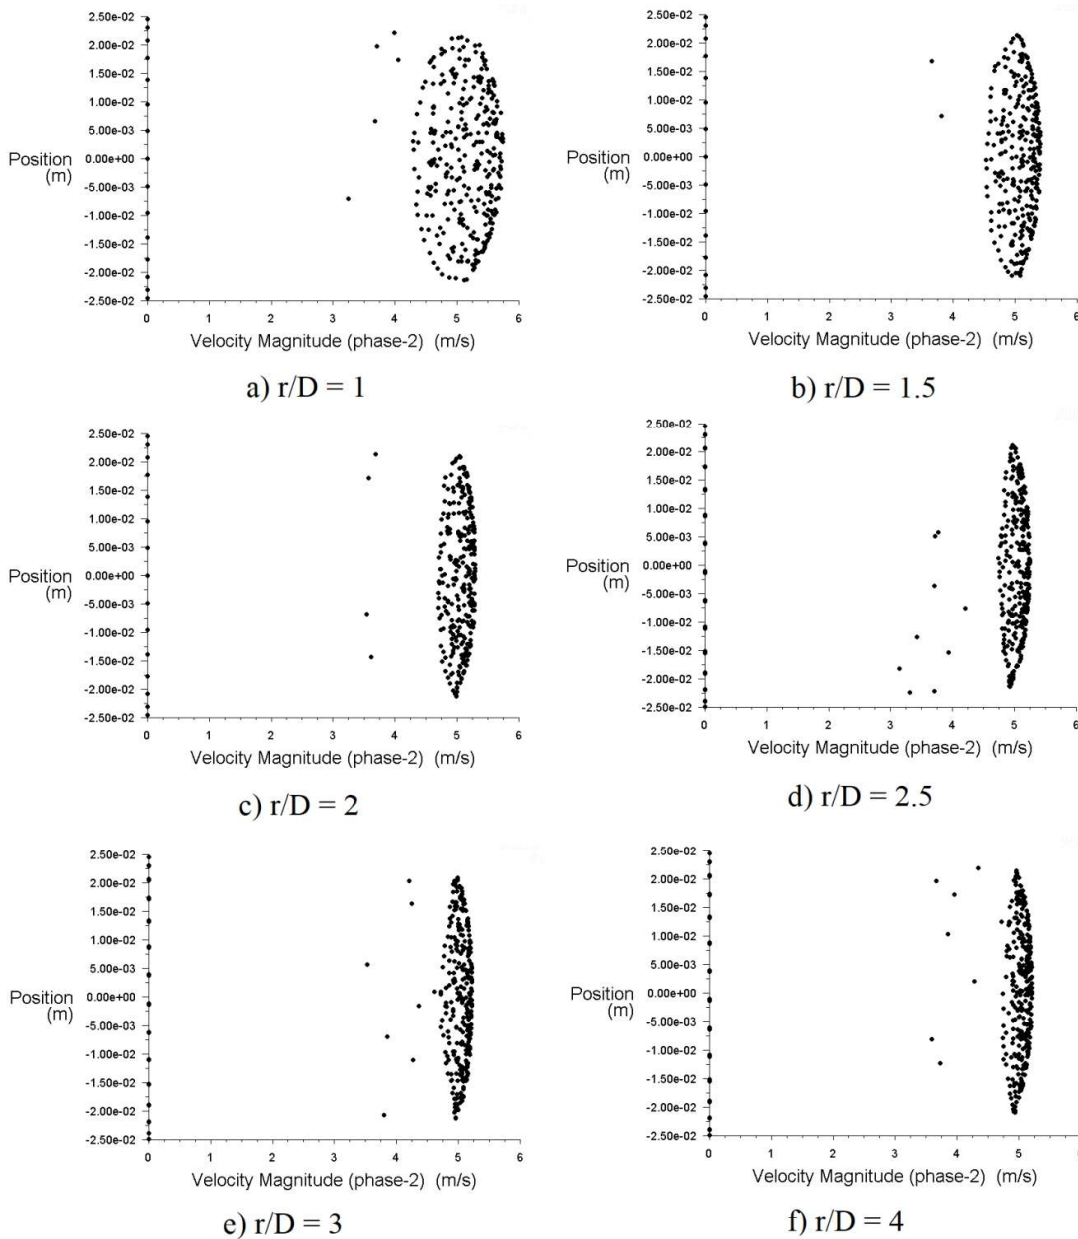 2.50e-02
2.00e-02
1.50e-02
1.00e-02
5.00e-03
Position
(m)
0.00e+00
-5.00e-03
-1.00e-02
-1.50e-02
-2.00e-02
-2.50e-02
0 1 2 3 4 5 6
Velocity Magnitude (phase-2) (m/s)
a) r/D = 1
2.50e-02
2.00e-02
1.50e-02
1.00e-02
5.00e-03
Position
(m)
0.00e+00
-5.00e-03
-1.00e-02
-1.50e-02
-2.00e-02
-2.50e-02
0 1 2 3 4 5 6
Velocity Magnitude (phase-2) (m/s)
b) r/D = 1.5
2.50e-02
2.00e-02
1.50e-02
1.00e-02
5.00e-03
Position
(m)
0.00e+00
-5.00e-03
-1.00e-02
-1.50e-02
-2.00e-02
-2.50e-02
0 1 2 3 4 5 6
Velocity Magnitude (phase-2) (m/s)
c) r/D = 2
2.50e-02
2.00e-02
1.50e-02
1.00e-02
5.00e-03
Position
(m)
0.00e+00
-5.00e-03
-1.00e-02
-1.50e-02
-2.00e-02
-2.50e-02
0 1 2 3 4 5 6
Velocity Magnitude (phase-2) (m/s)
d) r/D = 2.5
2.50e-02
2.00e-02
1.50e-02
1.00e-02
5.00e-03
Position
(m)
0.00e+00
-5.00e-03
-1.00e-02
-1.50e-02
-2.00e-02
-2.50e-02
0 1 2 3 4 5 6
Velocity Magnitude (phase-2) (m/s)
e) r/D = 3
2.50e-02
2.00e-02
1.50e-02
1.00e-02
5.00e-03
Position
(m)
0.00e+00
-5.00e-03
-1.00e-02
-1.50e-02
-2.00e-02
-2.50e-02
0 1 2 3 4 5
Velocity Magnitude (phase-2) (m/s)
f) r/D = 4